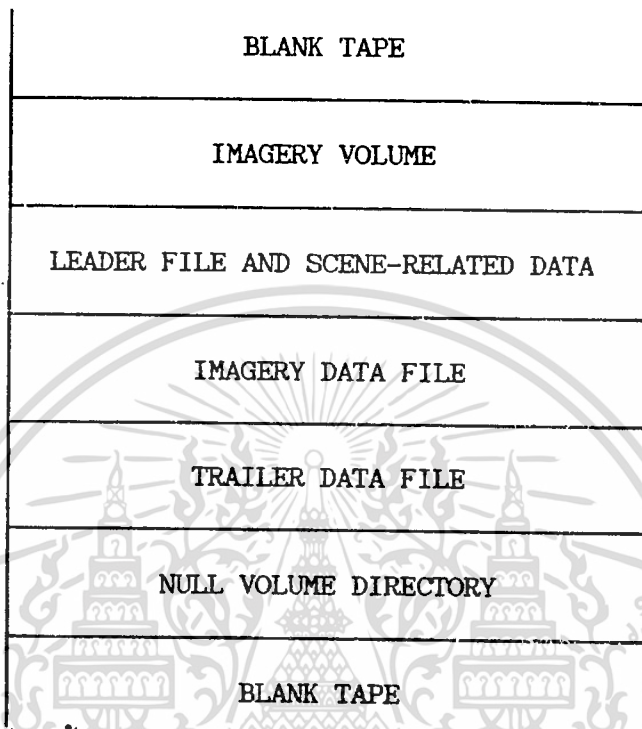 BLANK TAPE
IMAGERY VOLUME
LEADER FILE AND SCENE-RELATED DATA
IMAGERY DATA FILE
TRAILER DATA FILE
NULL VOLUME DIRECTORY
BLANK TAPE